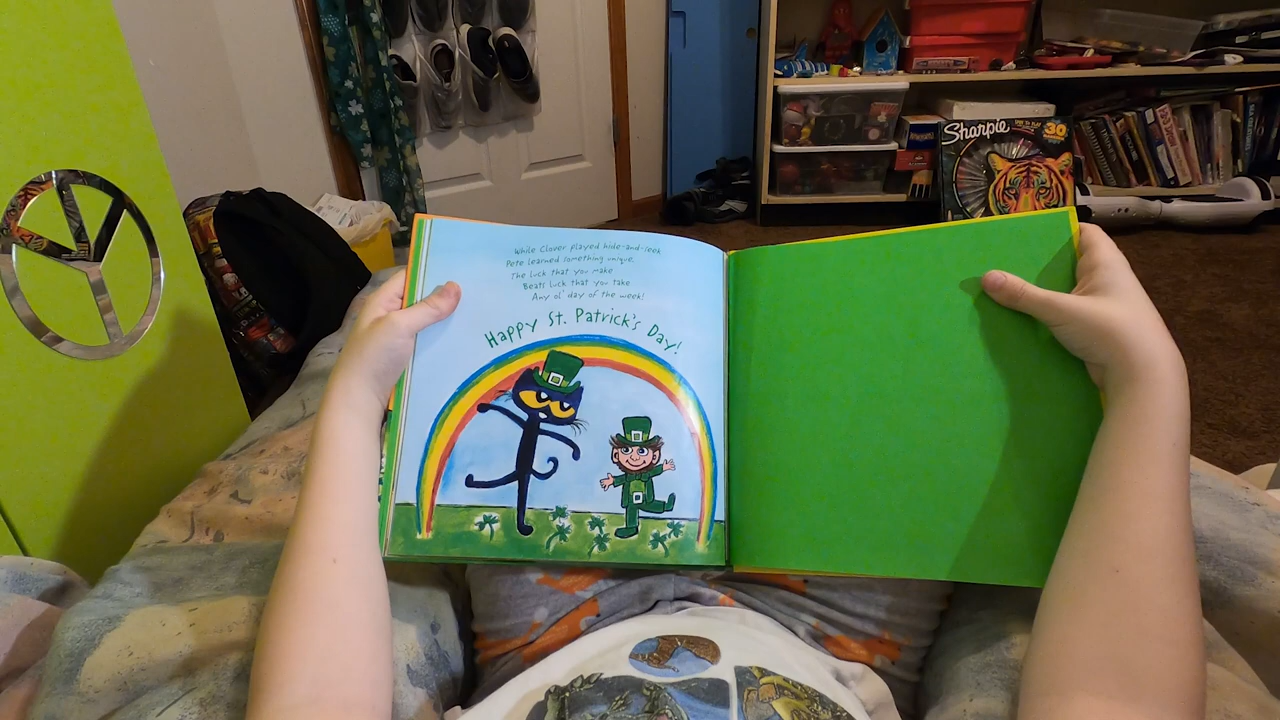 While Clover played hide-and-seek
Pete learned something unique.
The luck that you make
Beats luck that you take
Any ol' day of the week!
Happy St. Patrick's Day!
Sharpie
30